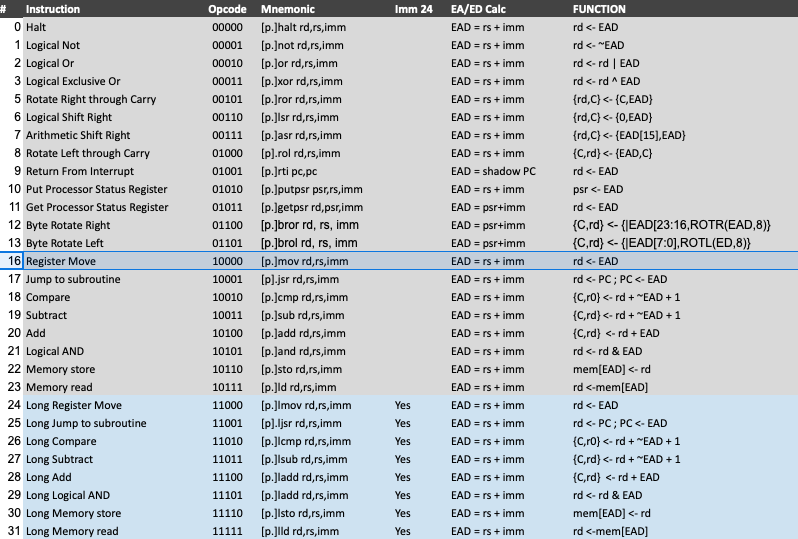 # Instruction Opcode Mnemonic Imm 24 EA/ED Calc FUNCTION
0 Halt 00000 [p.]halt rd,rs,imm EAD = rs + imm rd <- EAD
1 Logical Not 00001 [p.]not rd,rs,imm EAD = rs + imm rd <- ~EAD
2 Logical Or 00010 [p.]or rd,rs,imm EAD = rs + imm rd <- rd | EAD
3 Logical Exclusive Or 00011 [p.]xor rd,rs,imm EAD = rs + imm rd <- rd ^ EAD
5 Rotate Right through Carry 00101 [p.]ror rd,rs,imm EAD = rs + imm {rd,C} <- {C,EAD}
6 Logical Shift Right 00110 [p.]lsr rd,rs,imm EAD = rs + imm {rd,C} <- {0,EAD}
7 Arithmetic Shift Right 00111 [p.]asr rd,rs,imm EAD = rs + imm {rd,C} <- {EAD[15],EAD}
8 Rotate Left through Carry 01000 [p].rol rd,rs,imm EAD = rs + imm {C,rd} <- {EAD,C}
9 Return From Interrupt 01001 [p.]rti pc,pc EAD = shadow PC rd <- EAD
10 Put Processor Status Register 01010 [p.]putpsr psr,rs,imm EAD = rs + imm psr <- EAD
11 Get Processor Status Register 01011 [p.]getpsr rd,psr,imm EAD = psr+imm rd <- EAD
12 Byte Rotate Right 01100 [p.]bror rd, rs, imm EAD = psr+imm {C,rd} <- {|EAD[23:16,ROTR(EAD,8)}
13 Byte Rotate Left 01101 [p.]brol rd, rs, imm EAD = psr+imm {C,rd} <- {|EAD[7:0],ROTL(ED,8)}
16 Register Move 10000 [p.]mov rd,rs,imm EAD = rs + imm rd <- EAD
17 Jump to subroutine 10001 [p].jsr rd,rs,imm EAD = rs + imm rd <- PC ; PC <- EAD
18 Compare 10010 [p.]cmp rd,rs,imm EAD = rs + imm {C,r0} <- rd + ~EAD + 1
19 Subtract 10011 [p.]sub rd,rs,imm EAD = rs + imm {C,rd} <- rd + ~EAD + 1
20 Add 10100 [p.]add rd,rs,imm EAD = rs + imm {C,rd} <- rd + EAD
21 Logical AND 10101 [p.]and rd,rs,imm EAD = rs + imm rd <- rd & EAD
22 Memory store 10110 [p.]sto rd,rs,imm EAD = rs + imm mem[EAD] <- rd
23 Memory read 10111 [p.]ld rd,rs,imm EAD = rs + imm rd <-mem[EAD]
24 Long Register Move 11000 [p.]lmov rd,rs,imm Yes EAD = rs + imm rd <- EAD
25 Long Jump to subroutine 11001 [p].ljsr rd,rs,imm Yes EAD = rs + imm rd <- PC ; PC <- EAD
26 Long Compare 11010 [p.]lcmp rd,rs,imm Yes EAD = rs + imm {C,r0} <- rd + ~EAD + 1
27 Long Subtract 11011 [p.]lsub rd,rs,imm Yes EAD = rs + imm {C,rd} <- rd + ~EAD + 1
28 Long Add 11100 [p.]ladd rd,rs,imm Yes EAD = rs + imm {C,rd} <- rd + EAD
29 Long Logical AND 11101 [p.]ladd rd,rs,imm Yes EAD = rs + imm rd <- rd & EAD
30 Long Memory store 11110 [p.]lsto rd,rs,imm Yes EAD = rs + imm mem[EAD] <- rd
31 Long Memory read 11111 [p.]lld rd,rs,imm Yes EAD = rs + imm rd <-mem[EAD]